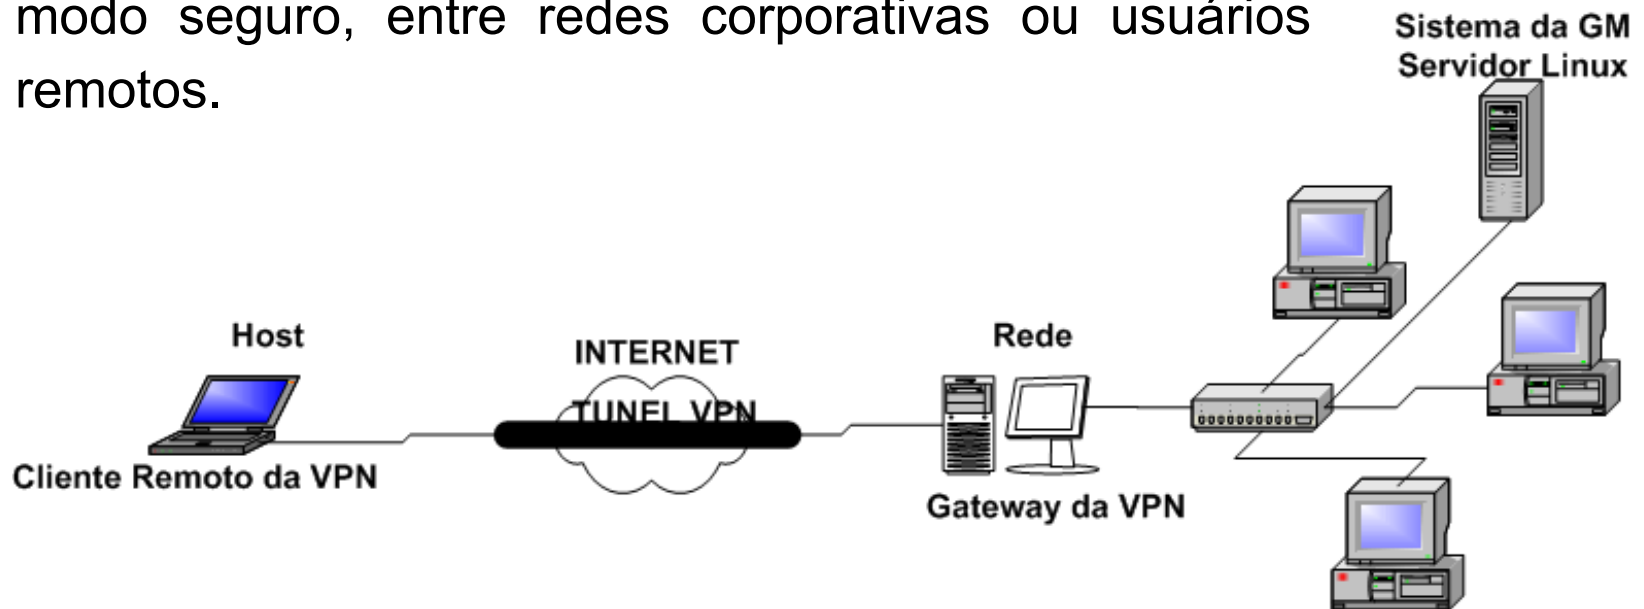 modo seguro, entre redes corporativas ou usuários
remotos.
Sistema da GM
Servidor Linux
Host
INTERNET
TUNEL VPN
Rede
Cliente Remoto da VPN
Gateway da VPN